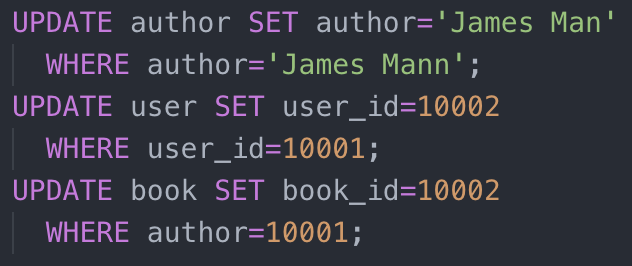 UPDATE author SET author='James Man'
WHERE author='James Mann';
UPDATE user SET user_id=10002
WHERE user_id=10001;
UPDATE book SET book_id=10002
WHERE author=10001;